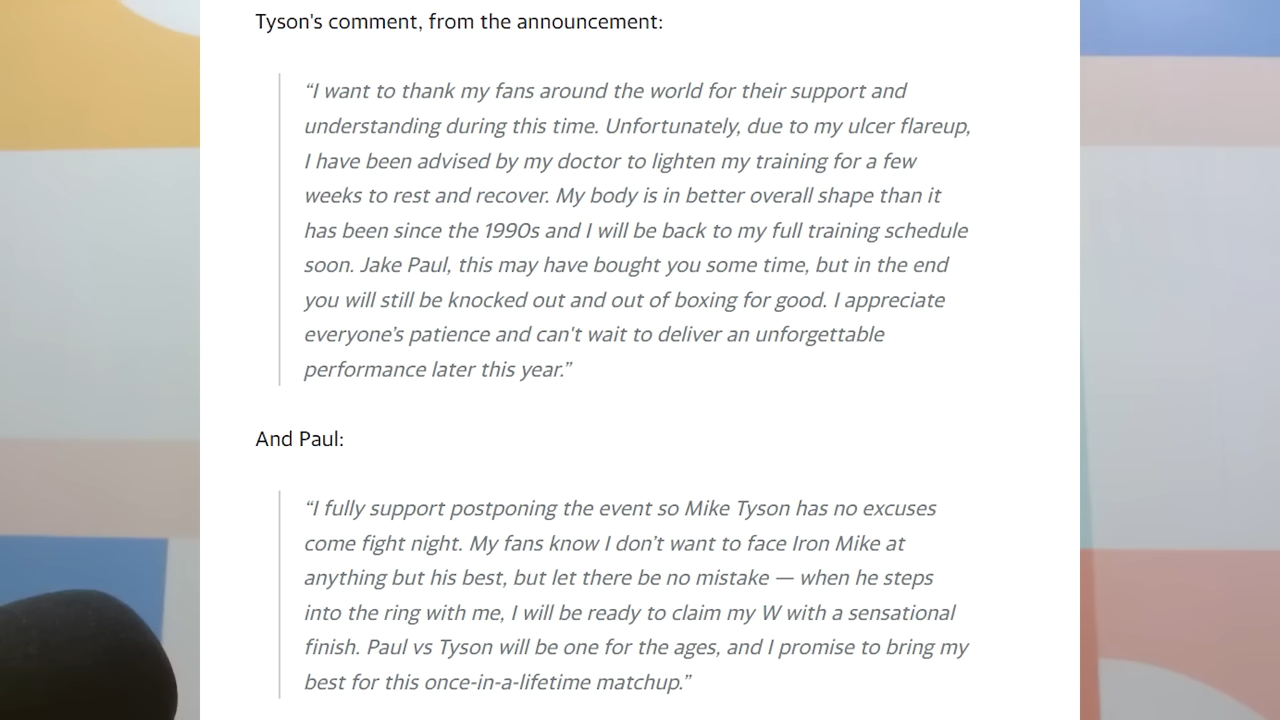 Tyson's comment, from the announcement:
“I want to thank my fans around the world for their support and
understanding during this time. Unfortunately, due to my ulcer flareup,
I have been advised by my doctor to lighten my training for a few
weeks to rest and recover. My body is in better overall shape than it
has been since the 1990s and I will be back to my full training schedule
soon. Jake Paul, this may have bought you some time, but in the end
you will still be knocked out and out of boxing for good. I appreciate
everyone’s patience and can't wait to deliver an unforgettable
performance later this year.”
And Paul:
“I fully support postponing the event so Mike Tyson has no excuses
come fight night. My fans know I don’t want to face Iron Mike at
anything but his best, but let there be no mistake — when he steps
into the ring with me, I will be ready to claim my W with a sensational
finish. Paul vs Tyson will be one for the ages, and I promise to bring my
best for this once-in-a-lifetime matchup.”